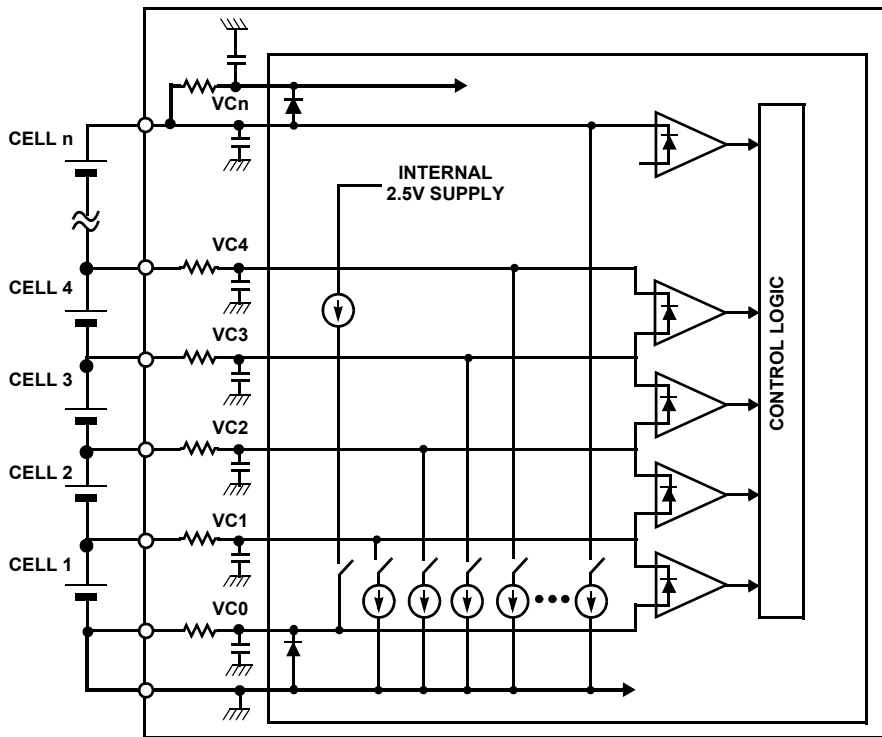 VCn
CELL n
INTERNAL
2.5V SUPPLY
VC4
CELL 4
VC3
CELL 3
VC2
CELL 2
VC1
CELL 1
VC0
CONTROL LOGIC